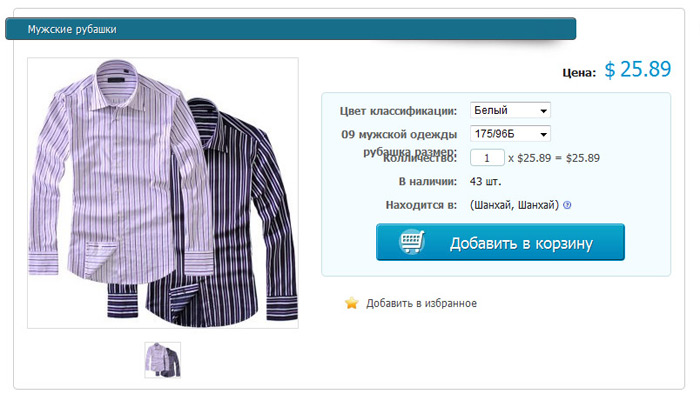 Мужские рубашки
Цена: $ 25.89
Цвет классификации: Белый
09 мужской одежды
рубашка размер: 175/96Б
Колличество: 1 x $25.89 = $25.89
В наличии: 43 шт.
Находится в: (Шанхай, Шанхай) ?
Добавить в корзину
Добавить в избранное